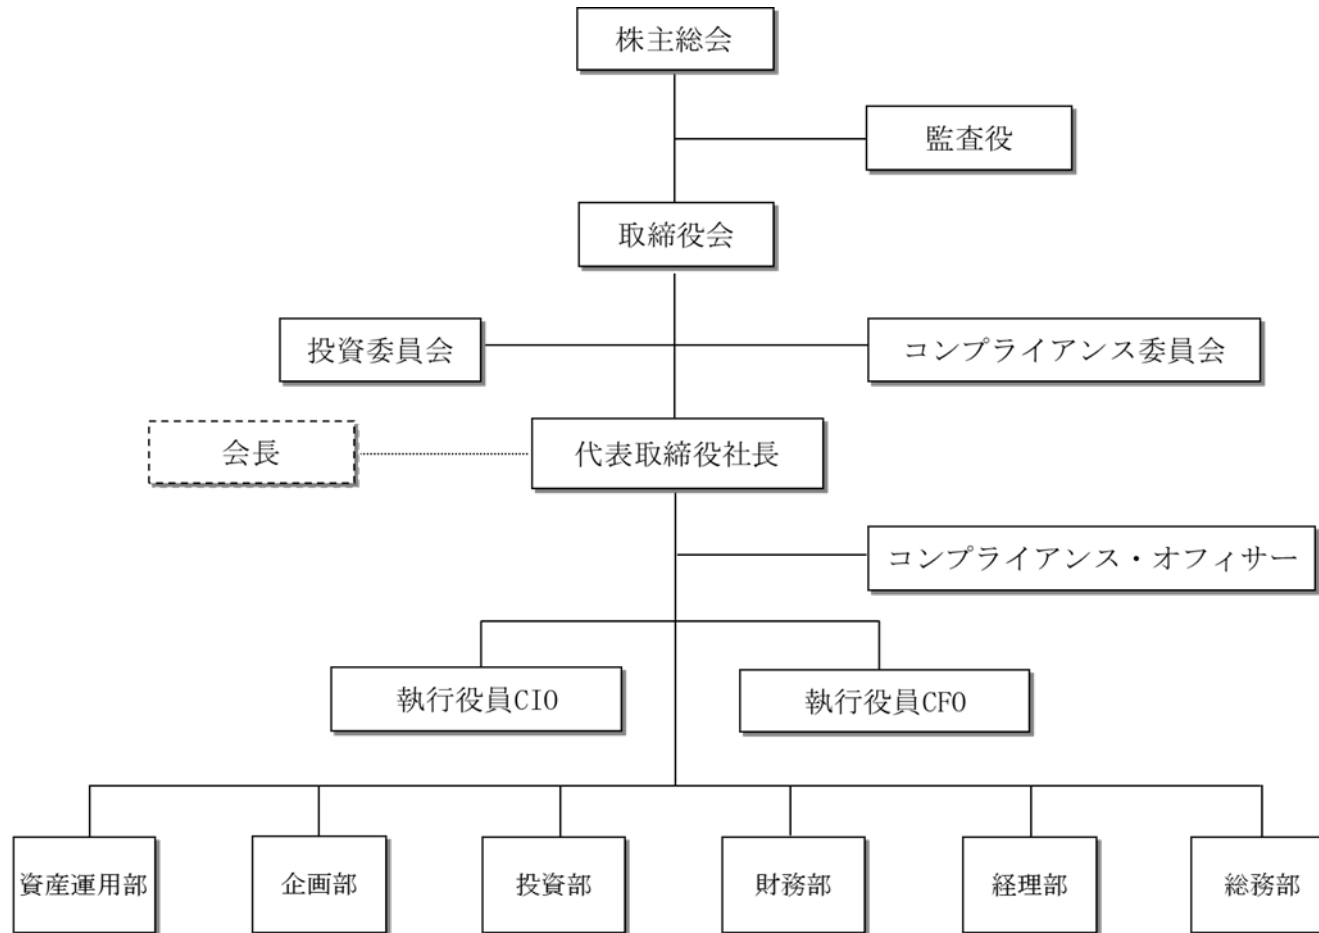 株主総会
監査役
取締役会
投資委員会
コンプライアンス委員会
会長
代表取締役社長
コンプライアンス・オフィサー
執行役員CIO
執行役員CFO
資産運用部
企画部
投資部
財務部
経理部
総務部